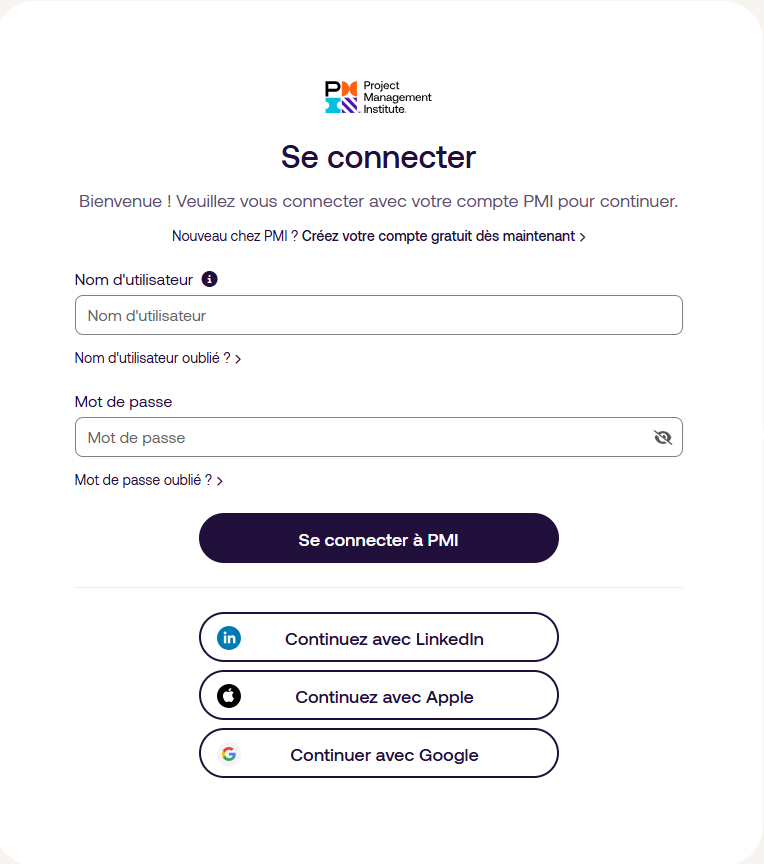 PM
Project
Management
Institute.
Se connecter
Bienvenue ! Veuillez vous connecter avec votre compte PMI pour continuer.
Nouveau chez PMI ? Créez votre compte gratuit dès maintenant >
Nom d'utilisateur i
Nom d'utilisateur
Nom d'utilisateur oublié ? >
Mot de passe
Mot de passe
Mot de passe oublié ? >
Se connecter à PMI
in Continuez avec LinkedIn
Continuez avec Apple
G Continuer avec Google